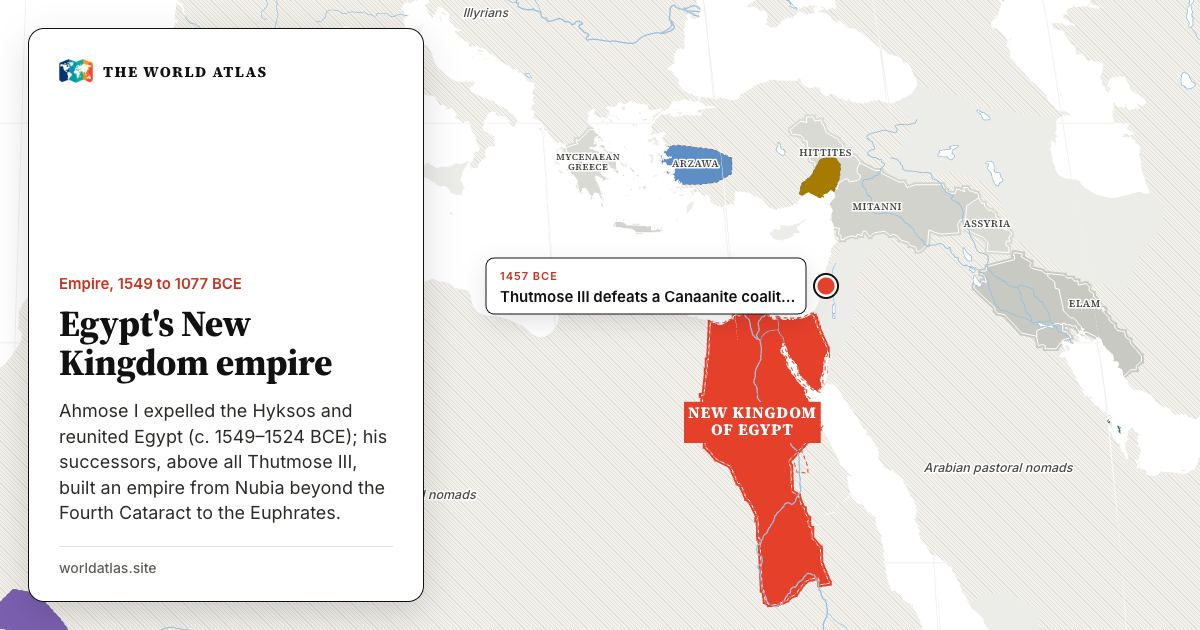 Illyrians
THE WORLD ATLAS
Empire, 1549 to 1077 BCE
Egypt's New
Kingdom empire
Ahmose I expelled the Hyksos and
reunited Egypt (c. 1549–1524 BCE); his
successors, above all Thutmose III,
built an empire from Nubia beyond the
Fourth Cataract to the Euphrates.
worldatlas.site
MYCENAEAN
GREECE
ARZAWA
HITTITES
MITANNI
ASSYRIA
ELAM
1457 BCE
Thutmose III defeats a Canaanite coalit...
NEW KINGDOM
OF EGYPT
Arabian pastoral nomads
nomads